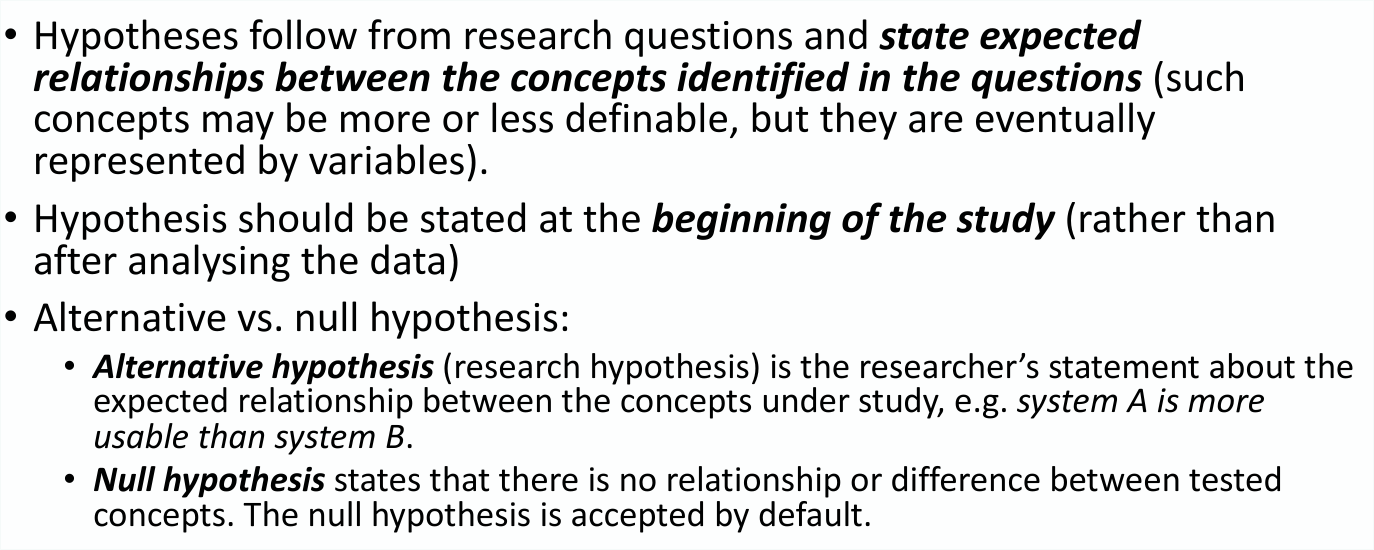 • Hypotheses follow from research questions and state expected
relationships between the concepts identified in the questions (such
concepts may be more or less definable, but they are eventually
represented by variables).
• Hypothesis should be stated at the beginning of the study (rather than
after analysing the data)
• Alternative vs. null hypothesis:
• Alternative hypothesis (research hypothesis) is the researcher’s statement about the
expected relationship between the concepts under study, e.g. system A is more
usable than system B.
• Null hypothesis states that there is no relationship or difference between tested
concepts. The null hypothesis is accepted by default.